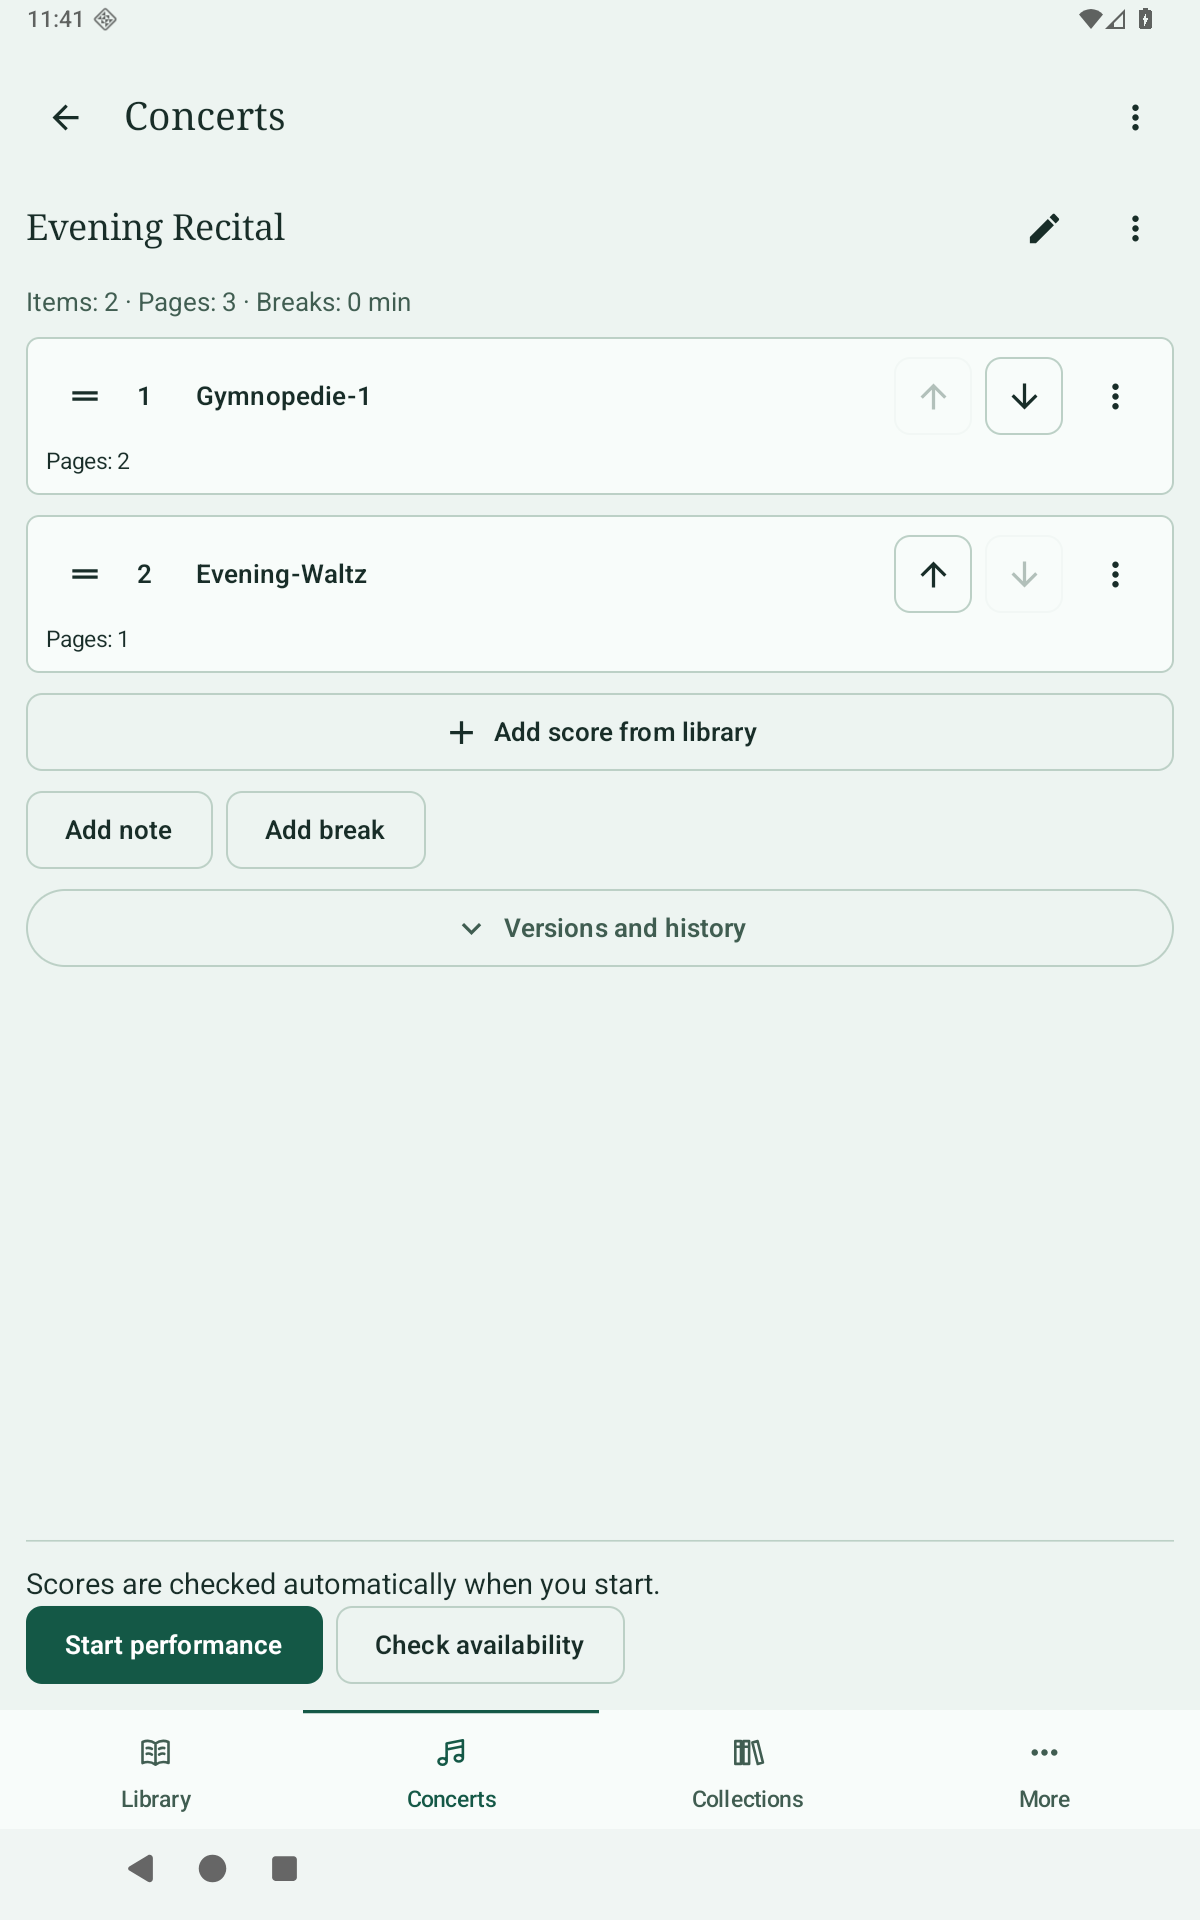 11:41
Concerts
Evening Recital
Items: 2 · Pages: 3 · Breaks: 0 min
1 Gymnopedie-1
Pages: 2
2 Evening-Waltz
Pages: 1
Add score from library
Add note Add break
Versions and history
Scores are checked automatically when you start.
Start performance Check availability
Library Concerts Collections More